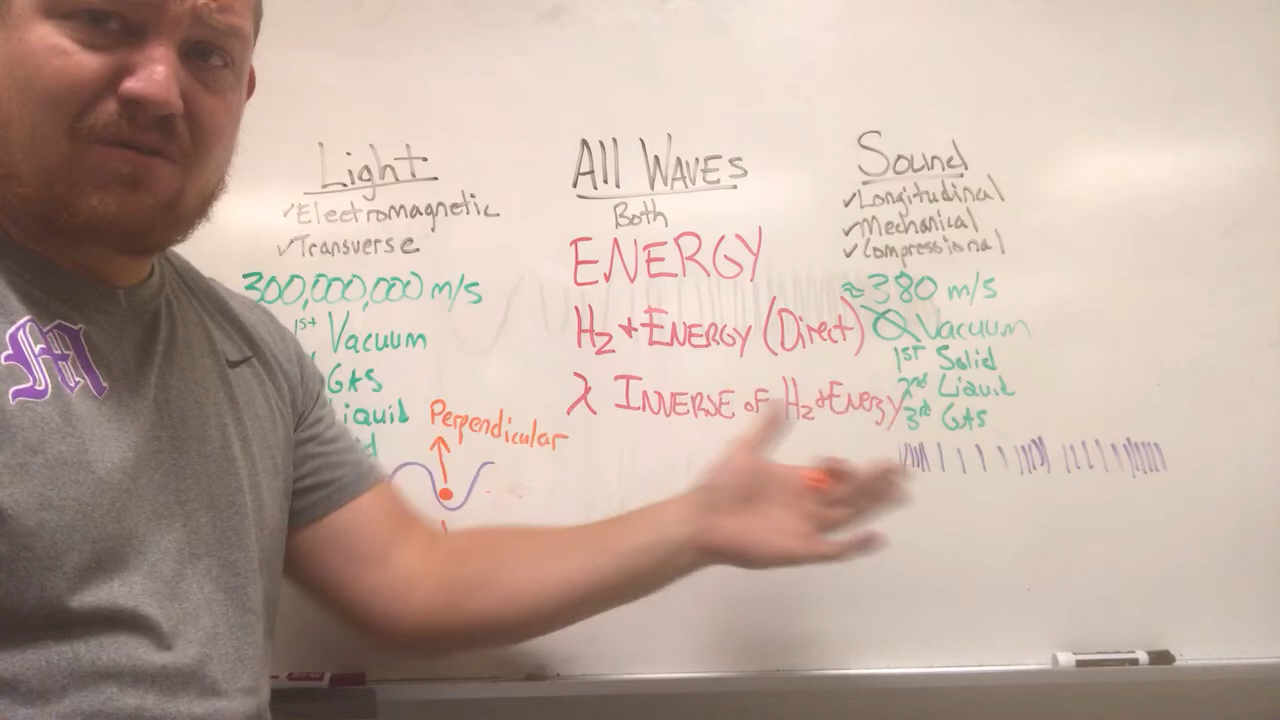 Light
✓Electromagnetic
✓Transverse
300,000,000 m/s
1st Vacuum
GAS
Liquid
Perpendicular
All WAVES
Both
ENERGY
Hz + ENERGY (Direct)
λ INVERSE OF Hz + ENERGY
Sound
✓Longitudinal
✓Mechanical
✓Compressional
≈ 380 m/s
Vacuum
1ST Solid
2nd Liquid
3rd GAS
M